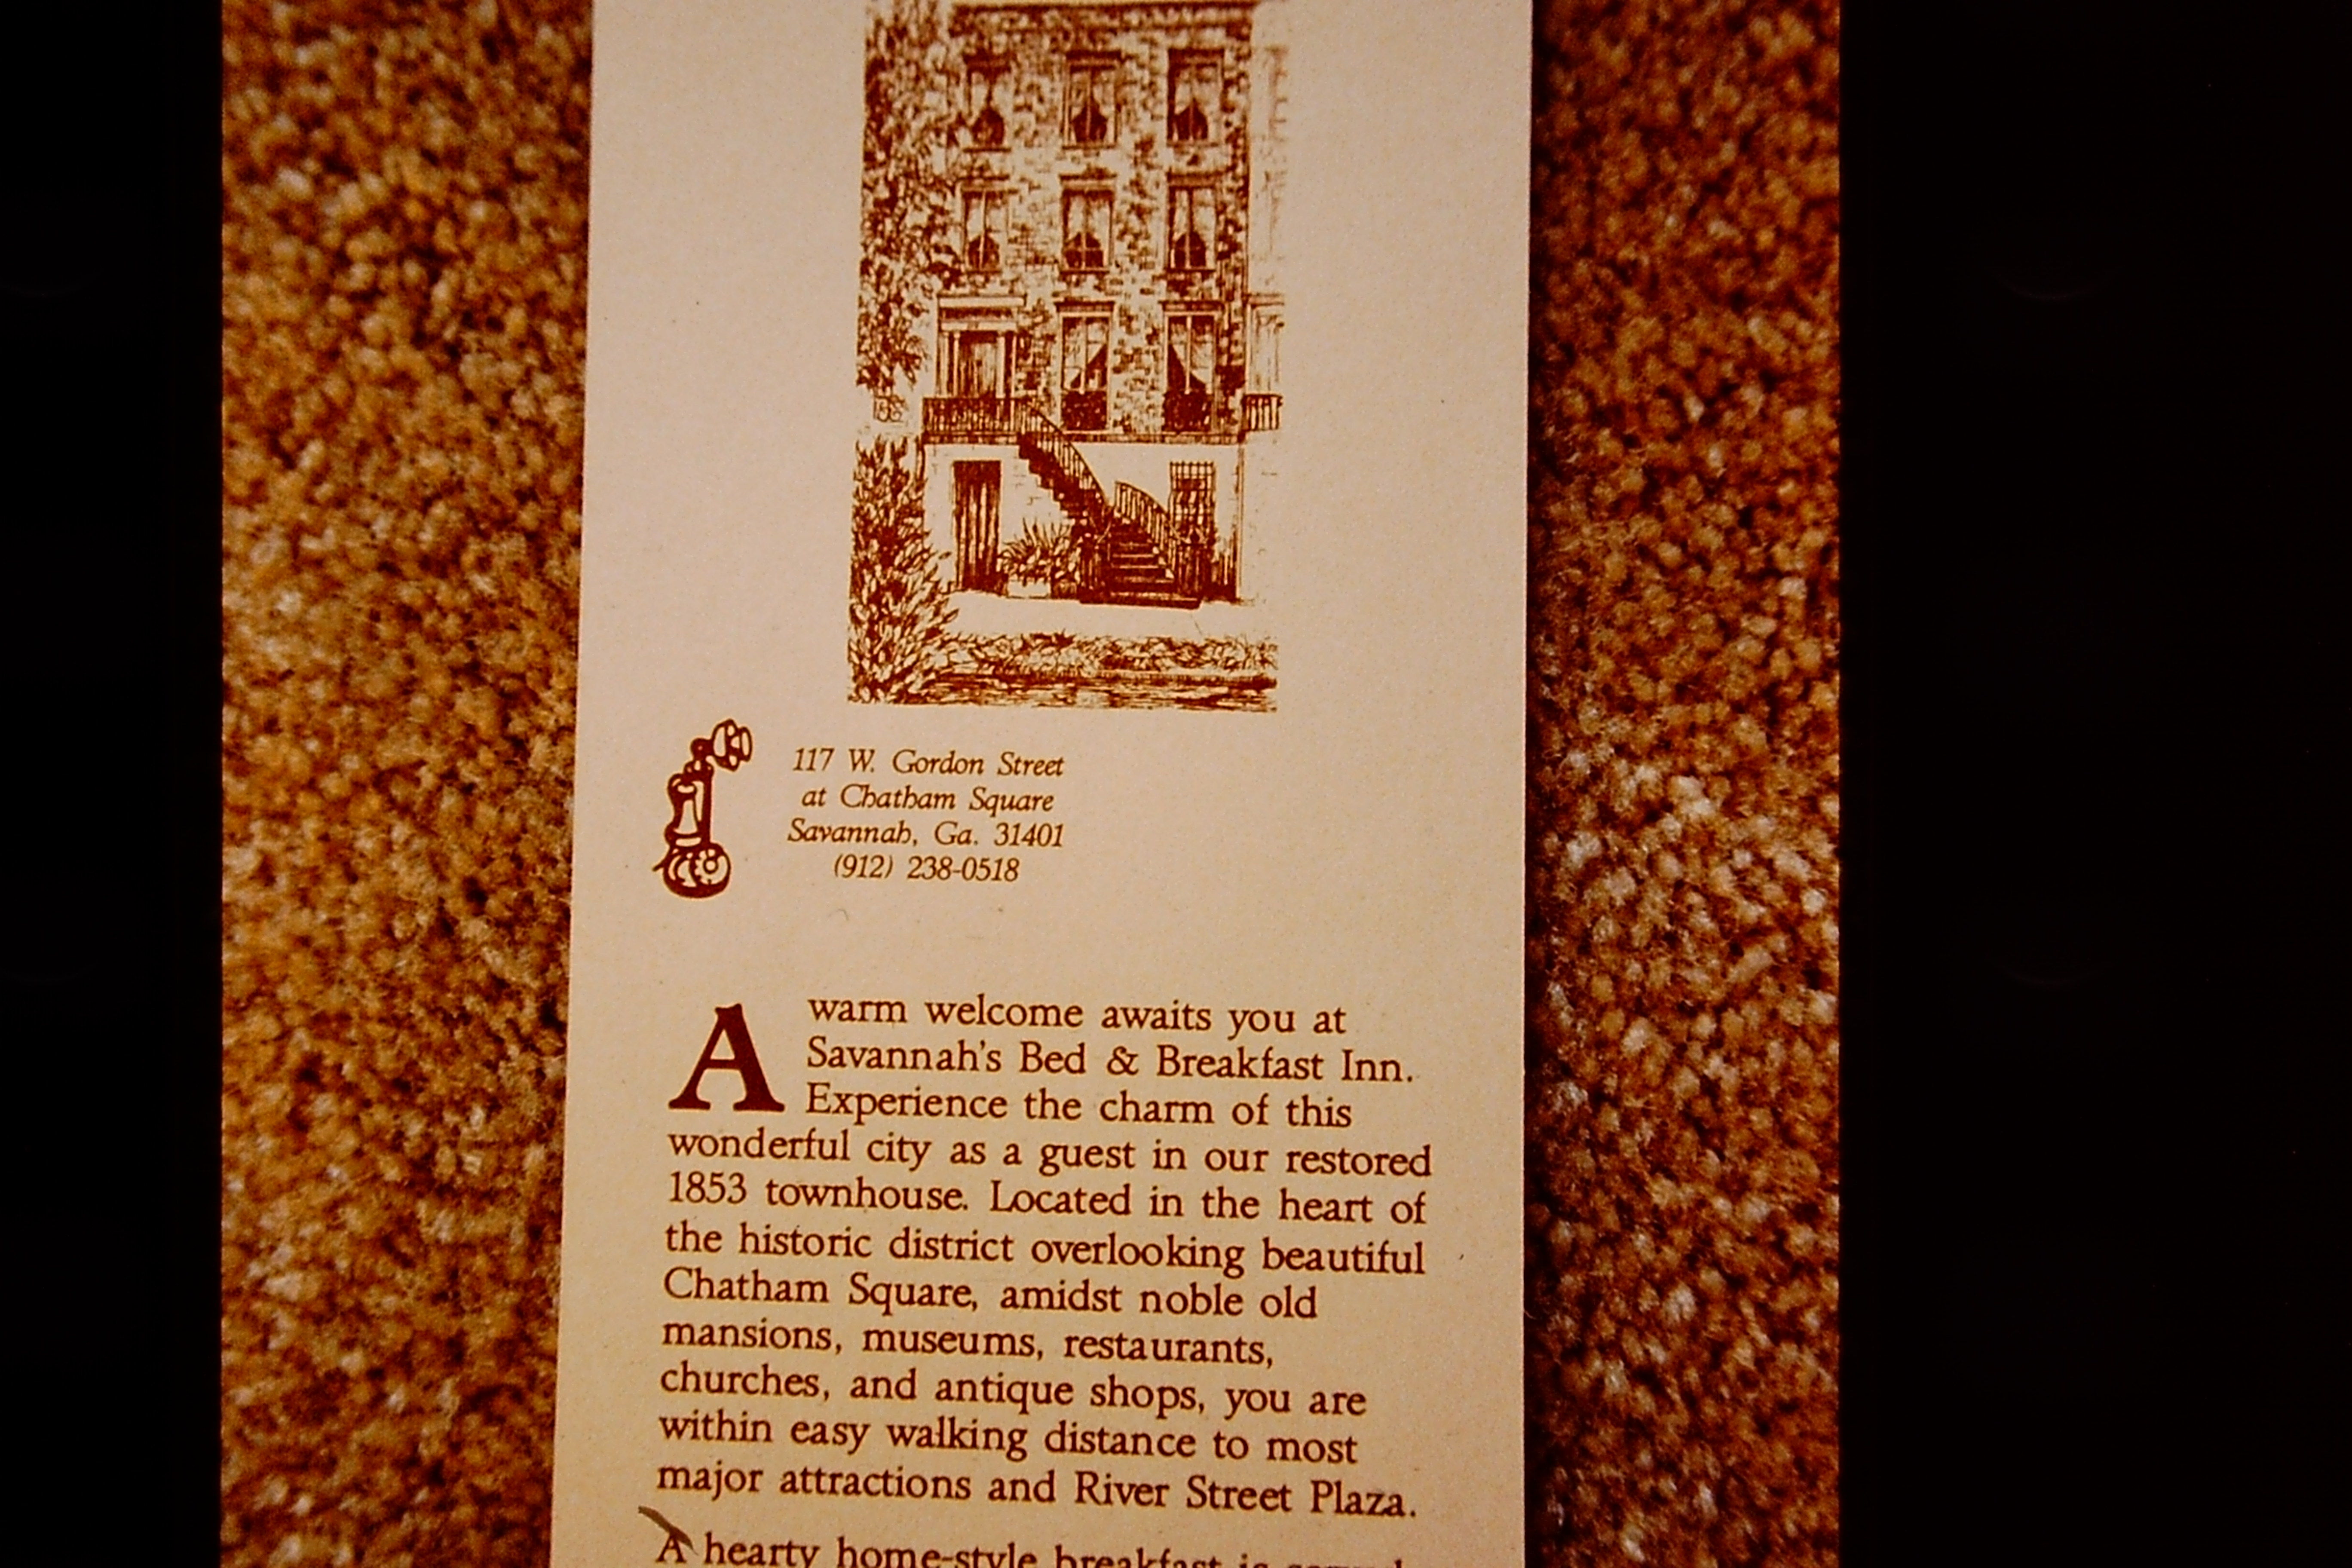 117 W. Gordon Street
at Chatham Square
Savannah, Ga. 31401
(912) 238-0518
A warm welcome awaits you at
Savannah's Bed & Breakfast Inn.
Experience the charm of this
wonderful city as a guest in our restored
1853 townhouse. Located in the heart of
the historic district overlooking beautiful
Chatham Square, amidst noble old
mansions, museums, restaurants,
churches, and antique shops, you are
within easy walking distance to most
major attractions and River Street Plaza.
A hearty home-style breakfast is